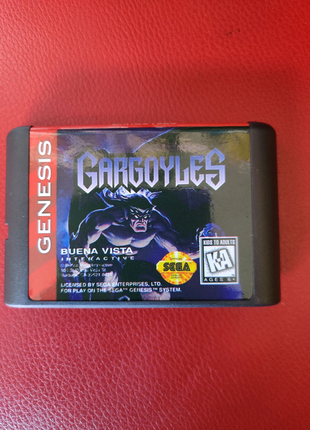 GENESIS
GARGOYLES
BUENA VISTA
INTERACTIVE
SEGA
KIDS TO ADULTS
K-A
AGES 6+
LICENSED BY SEGA ENTERPRISES, LTD.
FOR PLAY ON THE SEGA™ GENESIS™ SYSTEM.